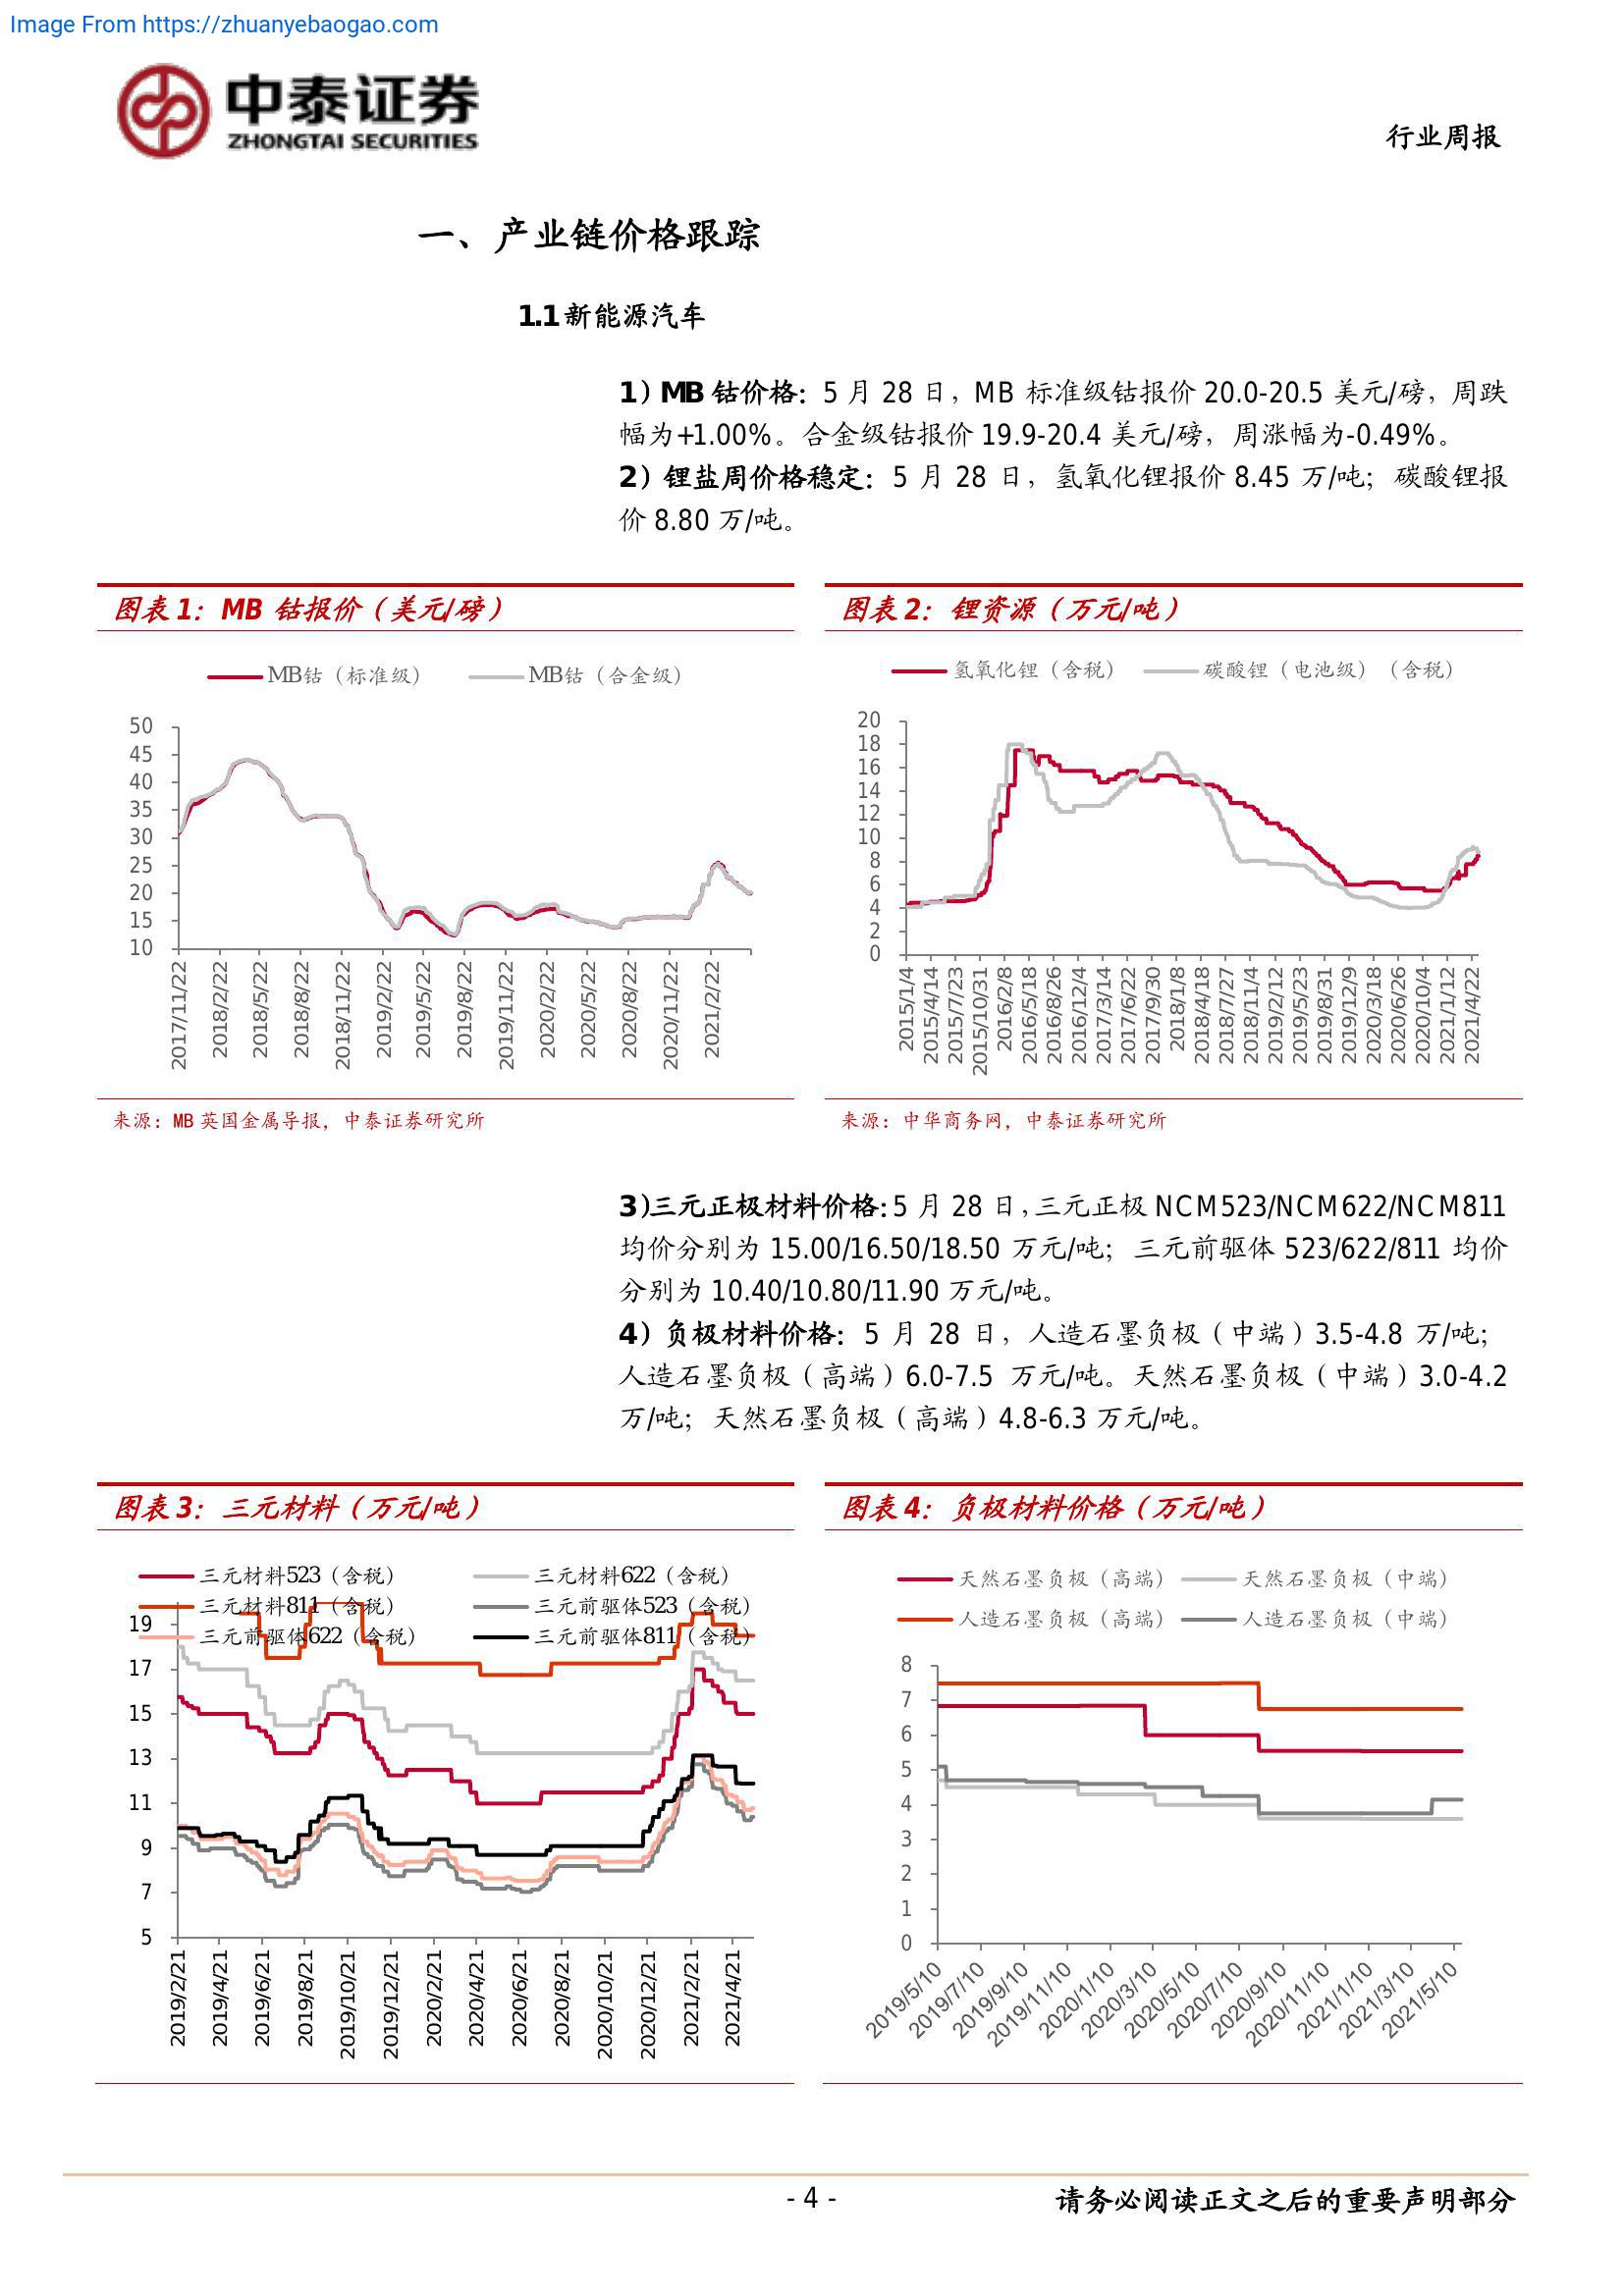 Image From https://zhuanyebaogao.com
中泰证券
ZHONGTAI SECURITIES
行业周报
一、产业链价格跟踪
1.1 新能源汽车
1）MB 钴价格：5 月 28 日，MB 标准级钴报价 20.0-20.5 美元/磅，周跌
幅为+1.00%。合金级钴报价 19.9-20.4 美元/磅，周涨幅为-0.49%。
2）锂盐周价格稳定：5 月 28 日，氢氧化锂报价 8.45 万/吨；碳酸锂报
价 8.80 万/吨。
图表 1：MB 钴报价（美元/磅）
MB钴（标准级） MB钴（合金级）
50
45
40
35
30
25
20
15
10
2017/11/22 2018/2/22 2018/5/22 2018/8/22 2018/11/22 2019/2/22 2019/5/22 2019/8/22 2019/11/22 2020/2/22 2020/5/22 2020/8/22 2020/11/22 2021/2/22
来源：MB 英国金属导报，中泰证券研究所
图表 2：锂资源（万元/吨）
氢氧化锂（含税） 碳酸锂（电池级）（含税）
20
18
16
14
12
10
8
6
4
2
0
2015/1/4 2015/4/14 2015/7/23 2015/10/31 2016/2/8 2016/5/18 2016/8/26 2016/12/4 2017/3/14 2017/6/22 2017/9/30 2018/1/8 2018/4/18 2018/7/27 2018/11/4 2019/2/12 2019/5/23 2019/8/31 2019/12/9 2020/3/18 2020/6/26 2020/10/4 2021/1/12 2021/4/22
来源：中华商务网，中泰证券研究所
3)三元正极材料价格：5 月 28 日，三元正极 NCM523/NCM622/NCM811
均价分别为 15.00/16.50/18.50 万元/吨；三元前驱体 523/622/811 均价
分别为 10.40/10.80/11.90 万元/吨。
4）负极材料价格：5 月 28 日，人造石墨负极（中端）3.5-4.8 万/吨；
人造石墨负极（高端）6.0-7.5 万元/吨。天然石墨负极（中端）3.0-4.2
万/吨；天然石墨负极（高端）4.8-6.3 万元/吨。
图表 3：三元材料（万元/吨）
三元材料523（含税） 三元材料622（含税）
三元材料811（含税） 三元前驱体523（含税）
三元前驱体622（含税） 三元前驱体811（含税）
19
17
15
13
11
9
7
5
2019/2/21 2019/4/21 2019/6/21 2019/8/21 2019/10/21 2019/12/21 2020/2/21 2020/4/21 2020/6/21 2020/8/21 2020/10/21 2020/12/21 2021/2/21 2021/4/21
图表 4：负极材料价格（万元/吨）
天然石墨负极（高端） 天然石墨负极（中端）
人造石墨负极（高端） 人造石墨负极（中端）
8
7
6
5
4
3
2
1
0
2019/5/10 2019/7/10 2019/9/10 2019/11/10 2020/1/10 2020/3/10 2020/5/10 2020/7/10 2020/9/10 2020/11/10 2021/1/10 2021/3/10 2021/5/10
- 4 -
请务必阅读正文之后的重要声明部分